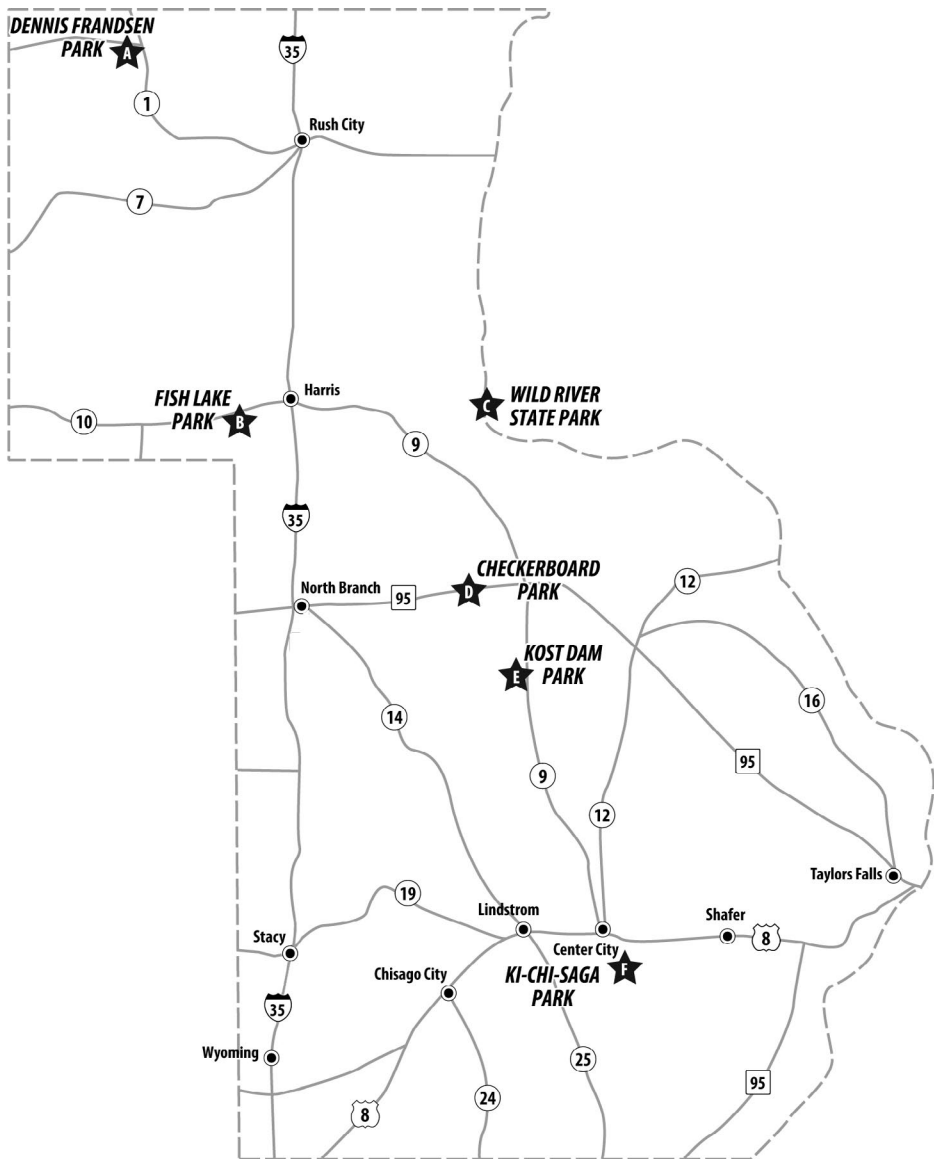 DENNIS FRANDSEN
PARK
A
35
1
Rush City
7
Harris
FISH LAKE
PARK
B
WILD RIVER
STATE PARK
C
10
9
35
CHECKERBOARD
PARK
D
12
North Branch
95
KOST DAM
PARK
E
16
14
95
9
12
Taylors Falls
19
Lindstrom
Shafer
Stacy
8
Center City
Chisago City
KI-CHI-SAGA
PARK
F
35
Wyoming
25
95
24
8